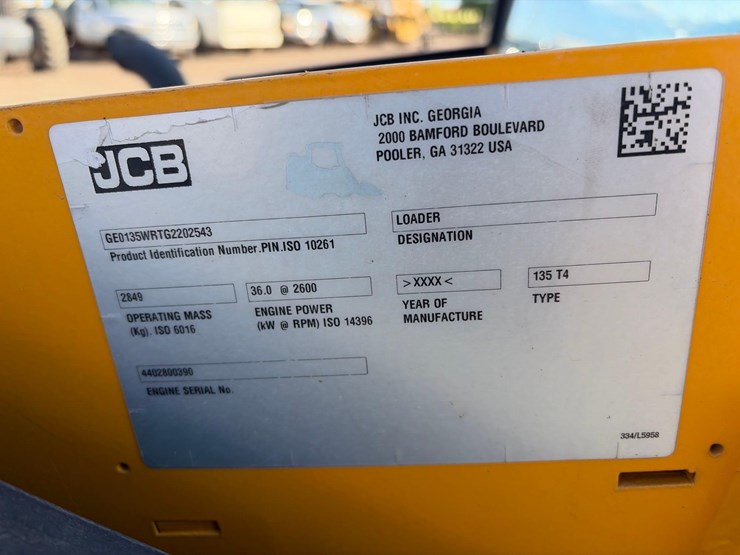 JCB
JCB INC. GEORGIA
2000 BAMFORD BOULEVARD
POOLER, GA 31322 USA
GEO135WRTG2202543
Product Identification Number.PIN.ISO 10261
LOADER
DESIGNATION
2849
OPERATING MASS
(Kg). ISO 6016
36.0 @ 2600
ENGINE POWER
(kW @ RPM) ISO 14396
>XXXX<
YEAR OF
MANUFACTURE
135 T4
TYPE
4402800390
ENGINE SERIAL No.
334/L5958